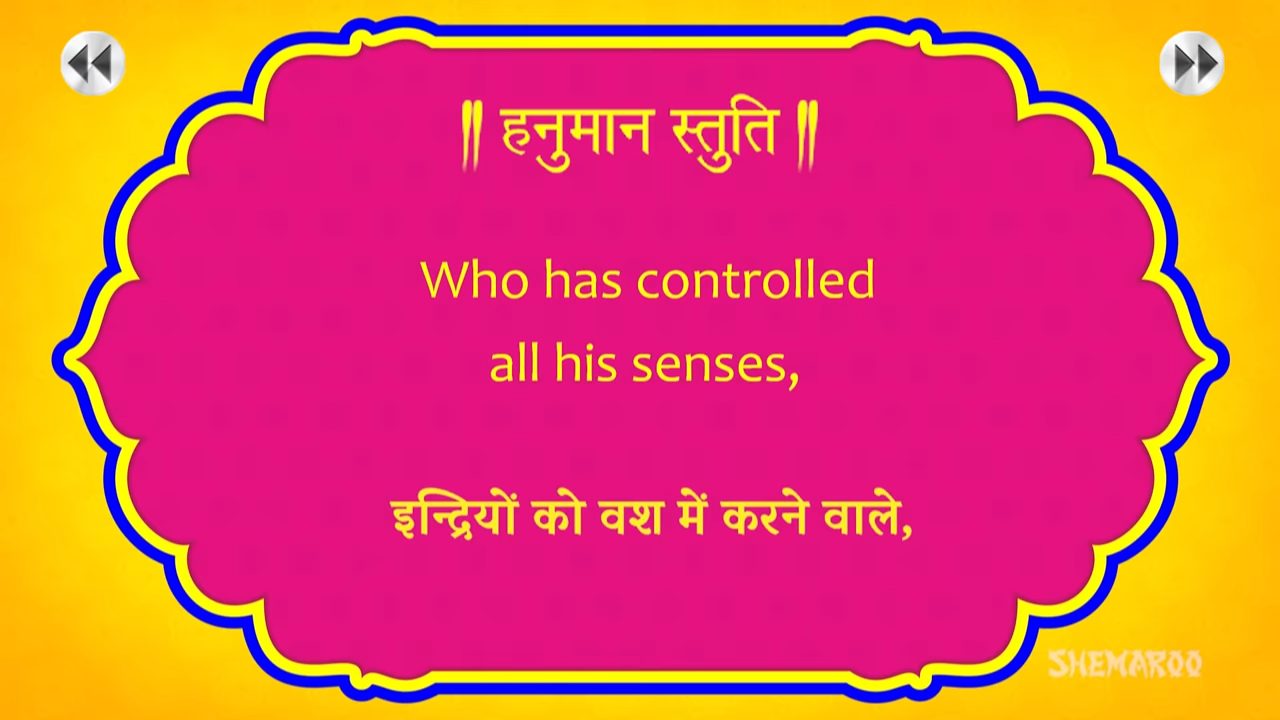 ॥ हनुमान स्तुति ॥
Who has controlled
all his senses,
इन्द्रियों को वश में करने वाले,
SHEMAROO